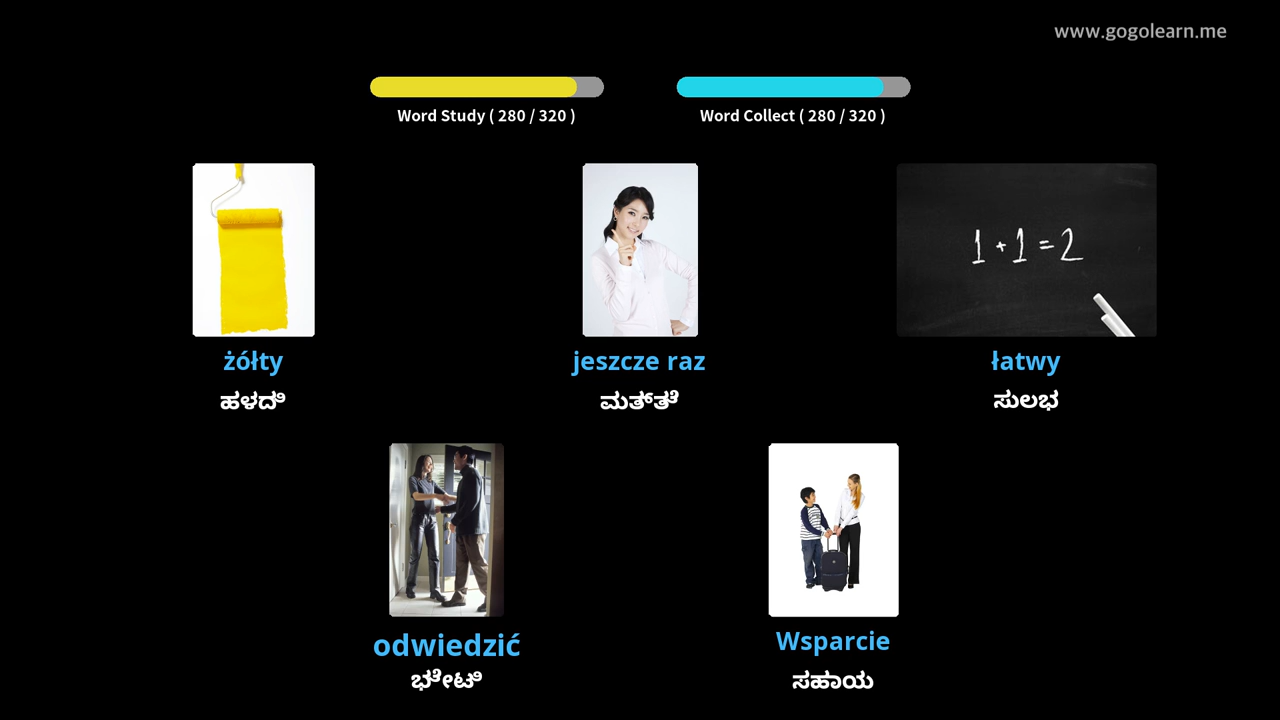 www.gogolearn.me
Word Study ( 280 / 320 )
Word Collect ( 280 / 320 )
1 + 1 = 2
żółty
jeszcze raz
łatwy
ಹಳದಿ
ಮತ್ತೆ
ಸುಲಭ
odwiedzić
Wsparcie
ಭೇಟಿ
ಸಹಾಯ